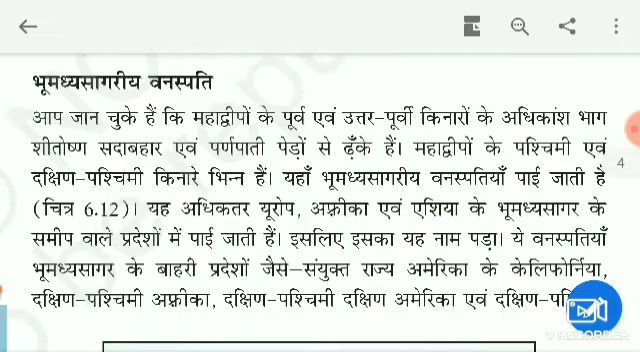 भूमध्यसागरीय वनस्पति
आप जान चुके हैं कि महाद्वीपों के पूर्व एवं उत्तर-पूर्वी किनारों के अधिकांश भाग
शीतोष्ण सदाबहार एवं पर्णपाती पेड़ों से ढँके हैं। महाद्वीपों के पश्चिमी एवं
4
दक्षिण-पश्चिमी किनारे भिन्न हैं। यहाँ भूमध्यसागरीय वनस्पतियाँ पाई जाती है
(चित्र 6.12)। यह अधिकतर यूरोप, अफ़्रीका एवं एशिया के भूमध्यसागर के
समीप वाले प्रदेशों में पाई जाती हैं। इसलिए इसका यह नाम पड़ा। ये वनस्पतियाँ
भूमध्यसागर के बाहरी प्रदेशों जैसे-संयुक्त राज्य अमेरिका के केलिफोर्निया,
दक्षिण-पश्चिमी अफ़्रीका, दक्षिण-पश्चिमी दक्षिण अमेरिका एवं
V RECORDER